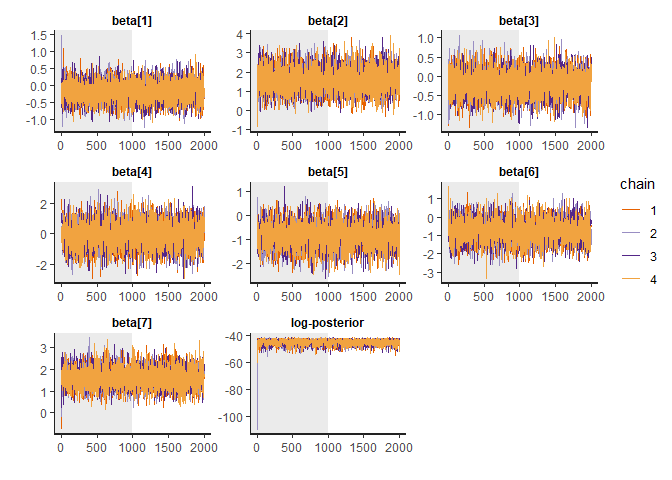 beta[1] beta[2] beta[3]
1.5 1.0 0.5 0.0 -0.5 -1.0
4 3 2 1 0 -1
1.0 0.5 0.0 -0.5 -1.0
0 500 1000 1500 2000 0 500 1000 1500 2000 0 500 1000 1500 2000
beta[4] beta[5] beta[6]
2 0 -2
1 0 -1 -2
1 0 -1 -2 -3
0 500 1000 1500 2000 0 500 1000 1500 2000 0 500 1000 1500 2000
chain
1
2
3
4
beta[7] log-posterior
3 2 1 0
-40 -60 -80 -100
0 500 1000 1500 2000 0 500 1000 1500 2000